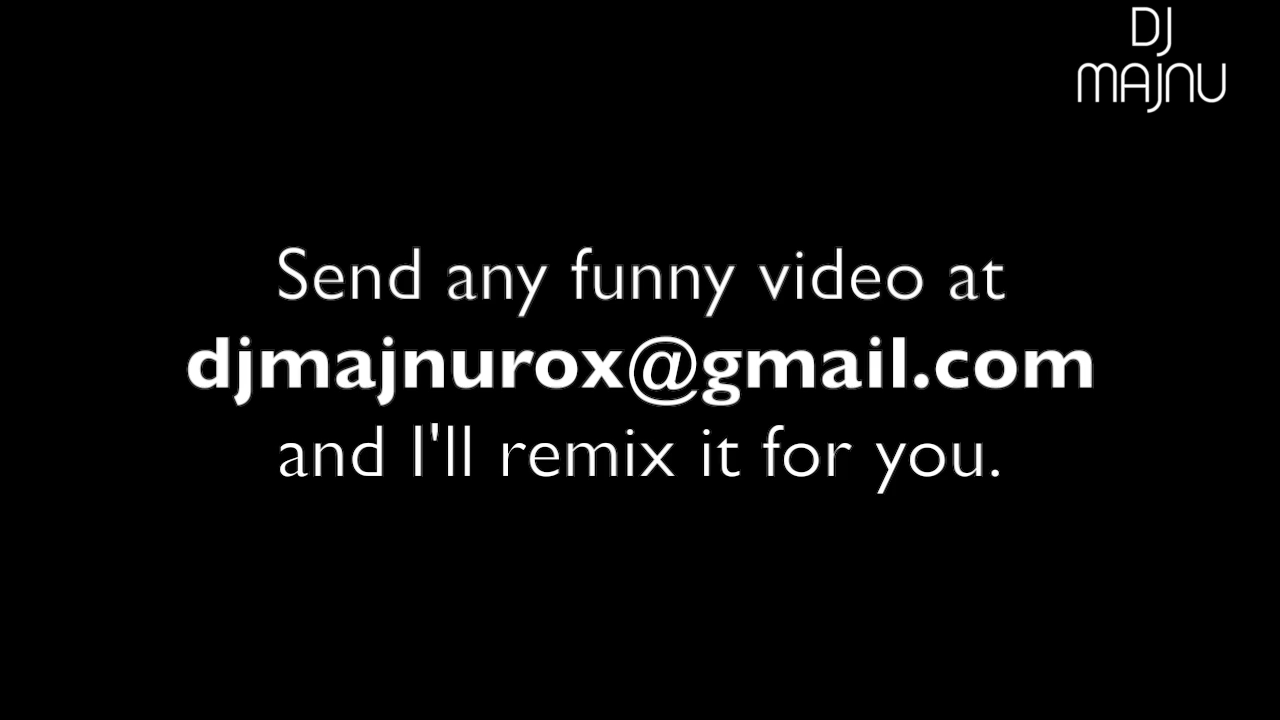 DJ
MAJNU
Send any funny video at
djmajnurox@gmail.com
and I'll remix it for you.